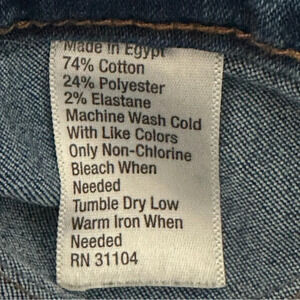 Made in Egypt
74% Cotton
24% Polyester
2% Elastane
Machine Wash Cold
With Like Colors
Only Non-Chlorine
Bleach When
Needed
Tumble Dry Low
Warm Iron When
Needed
RN 31104